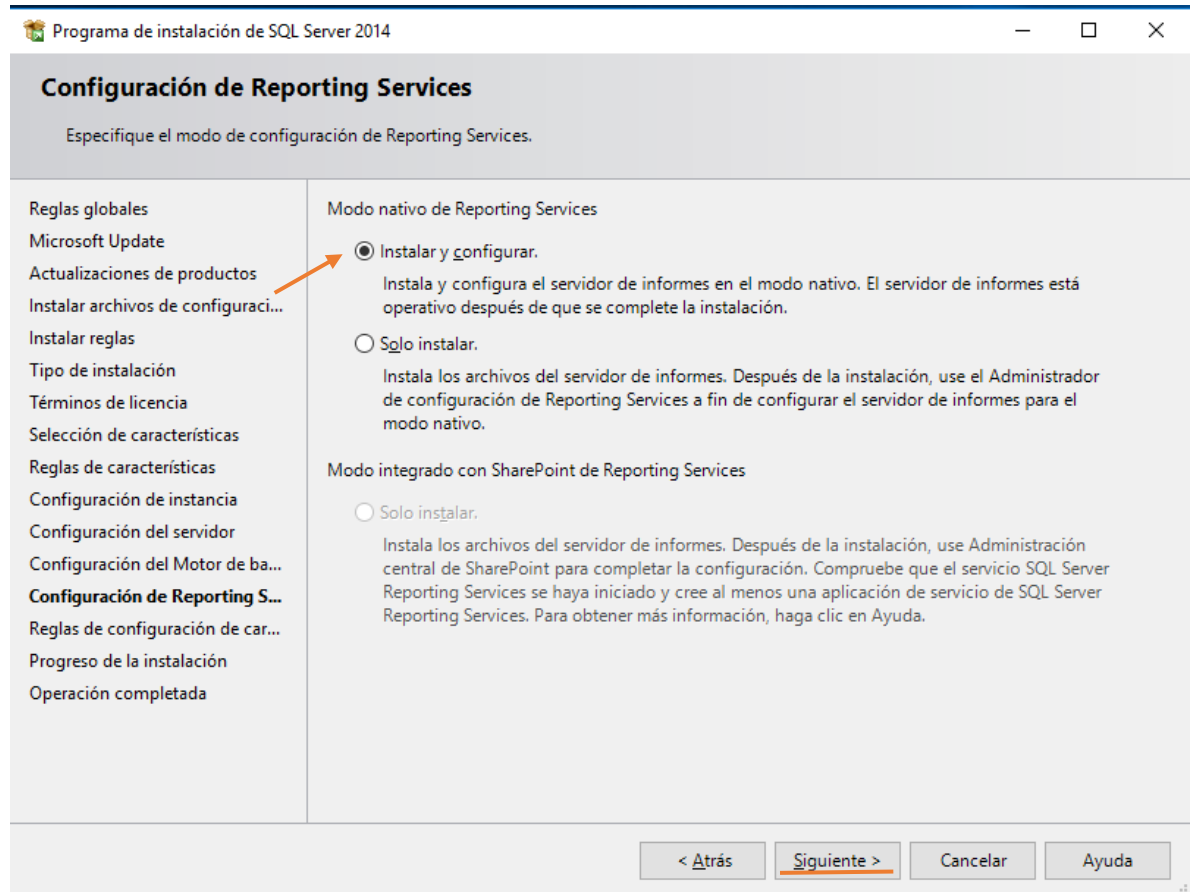 Programa de instalación de SQL Server 2014
Configuración de Reporting Services
Especifique el modo de configuración de Reporting Services.
Reglas globales
Microsoft Update
Actualizaciones de productos
Instalar archivos de configuraci...
Instalar reglas
Tipo de instalación
Términos de licencia
Selección de características
Reglas de características
Configuración de instancia
Configuración del servidor
Configuración del Motor de ba...
Configuración de Reporting S...
Reglas de configuración de car...
Progreso de la instalación
Operación completada
Modo nativo de Reporting Services
Instalar y configurar.
Instala y configura el servidor de informes en el modo nativo. El servidor de informes está
operativo después de que se complete la instalación.
Solo instalar.
Instala los archivos del servidor de informes. Después de la instalación, use el Administrador
de configuración de Reporting Services a fin de configurar el servidor de informes para el
modo nativo.
Modo integrado con SharePoint de Reporting Services
Solo instalar.
Instala los archivos del servidor de informes. Después de la instalación, use Administración
central de SharePoint para completar la configuración. Compruebe que el servicio SQL Server
Reporting Services se haya iniciado y cree al menos una aplicación de servicio de SQL Server
Reporting Services. Para obtener más información, haga clic en Ayuda.
< Atrás
Siguiente >
Cancelar
Ayuda